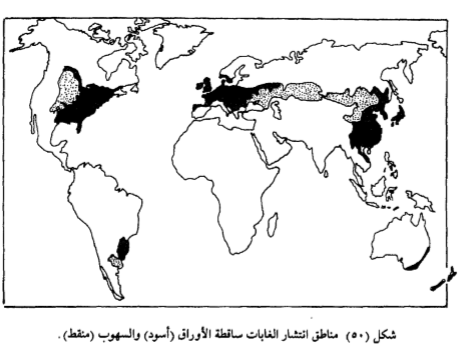 شكل (٥٠) مناطق انتشار الغابات ساقطة الأوراق (أسود) والسهوب (منقط).